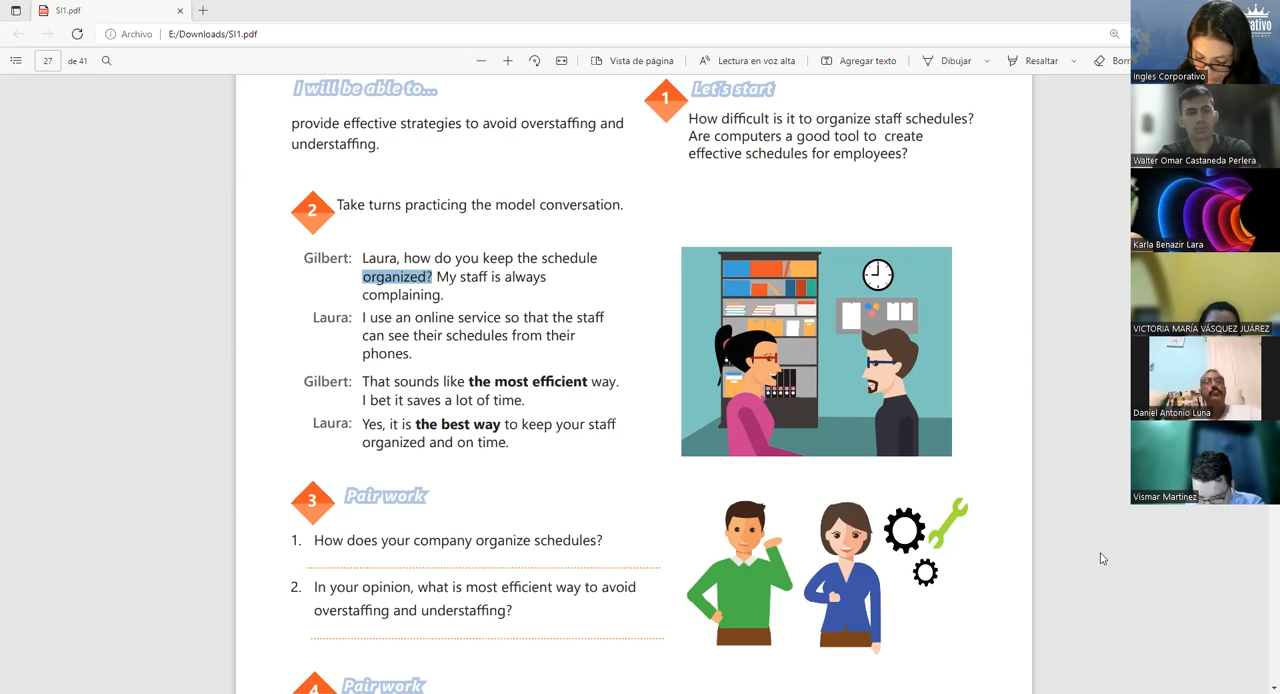 SI1.pdf
Archivo
E:/Downloads/SI1.pdf
27
de 41
Vista de página
Lectura en voz alta
Agregar texto
Dibujar
Resaltar
Borr
I will be able to...
provide effective strategies to avoid overstaffing and
understaffing.
1
Let's start
How difficult is it to organize staff schedules?
Are computers a good tool to create
effective schedules for employees?
2
Take turns practicing the model conversation.
Gilbert: Laura, how do you keep the schedule
organized? My staff is always
complaining.
Laura: I use an online service so that the staff
can see their schedules from their
phones.
Gilbert: That sounds like the most efficient way.
I bet it saves a lot of time.
Laura: Yes, it is the best way to keep your staff
organized and on time.
3
Pair work
1. How does your company organize schedules?
2. In your opinion, what is most efficient way to avoid
overstaffing and understaffing?
4
Pair work
ativo
Ingles Corporativo
Walter Omar Castaneda Perlera
Karla Benazir Lara
VICTORIA MARÍA VÁSQUEZ JUÁREZ
Daniel Antonio Luna
Vismar Martinez